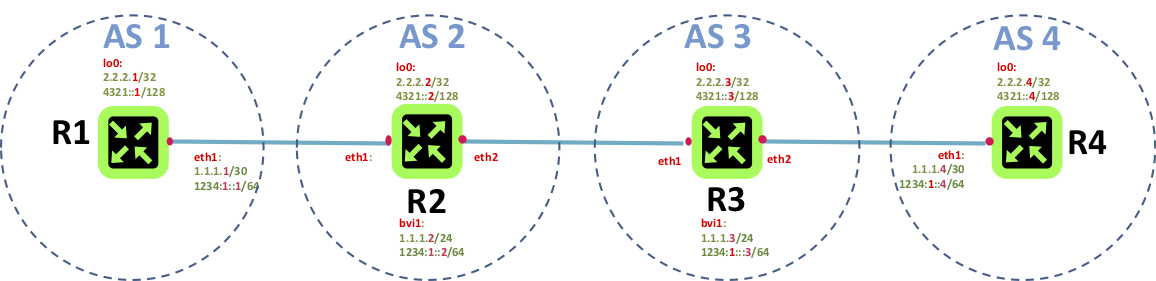 AS 1
lo0:
2.2.2.1/32
4321::1/128
R1
eth1:
1.1.1.1/30
1234:1::1/64
AS 2
lo0:
2.2.2.2/32
4321::2/128
eth1:
eth2
R2
bvi1:
1.1.1.2/24
1234:1::2/64
AS 3
lo0:
2.2.2.3/32
4321::3/128
eth1
eth2
R3
bvi1:
1.1.1.3/24
1234:1:::3/64
AS 4
lo0:
2.2.2.4/32
4321::4/128
R4
eth1:
1.1.1.4/30
1234:1::4/64